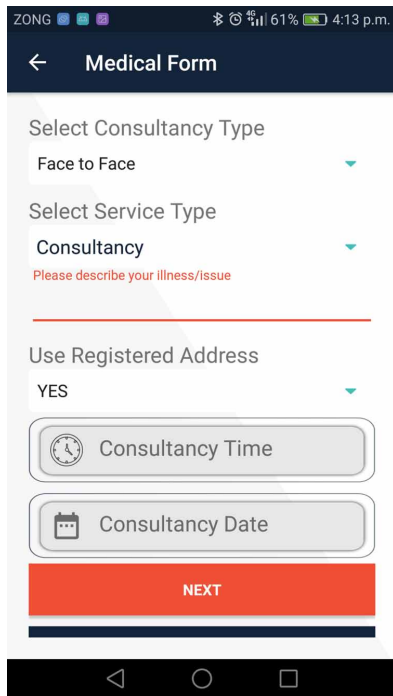 ZONG 4G 61% 4:13 p.m.
Medical Form
Select Consultancy Type
Face to Face
Select Service Type
Consultancy
Please describe your illness/issue
Use Registered Address
YES
Consultancy Time
Consultancy Date
NEXT